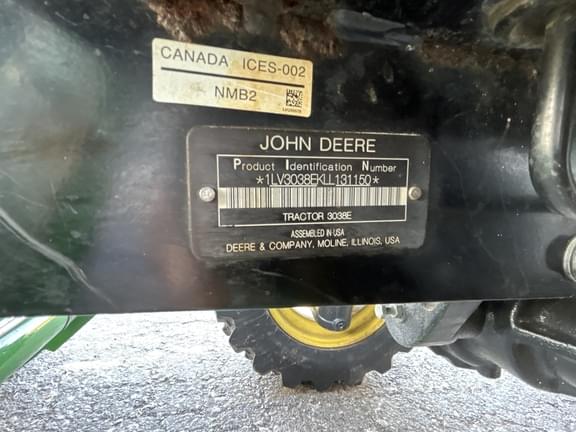 CANADA ICES-002
NMB2
JOHN DEERE
Product Identification Number
*1LV3038EKLL131150*
TRACTOR 3038E
ASSEMBLED IN USA
DEERE & COMPANY, MOLINE, ILLINOIS, USA